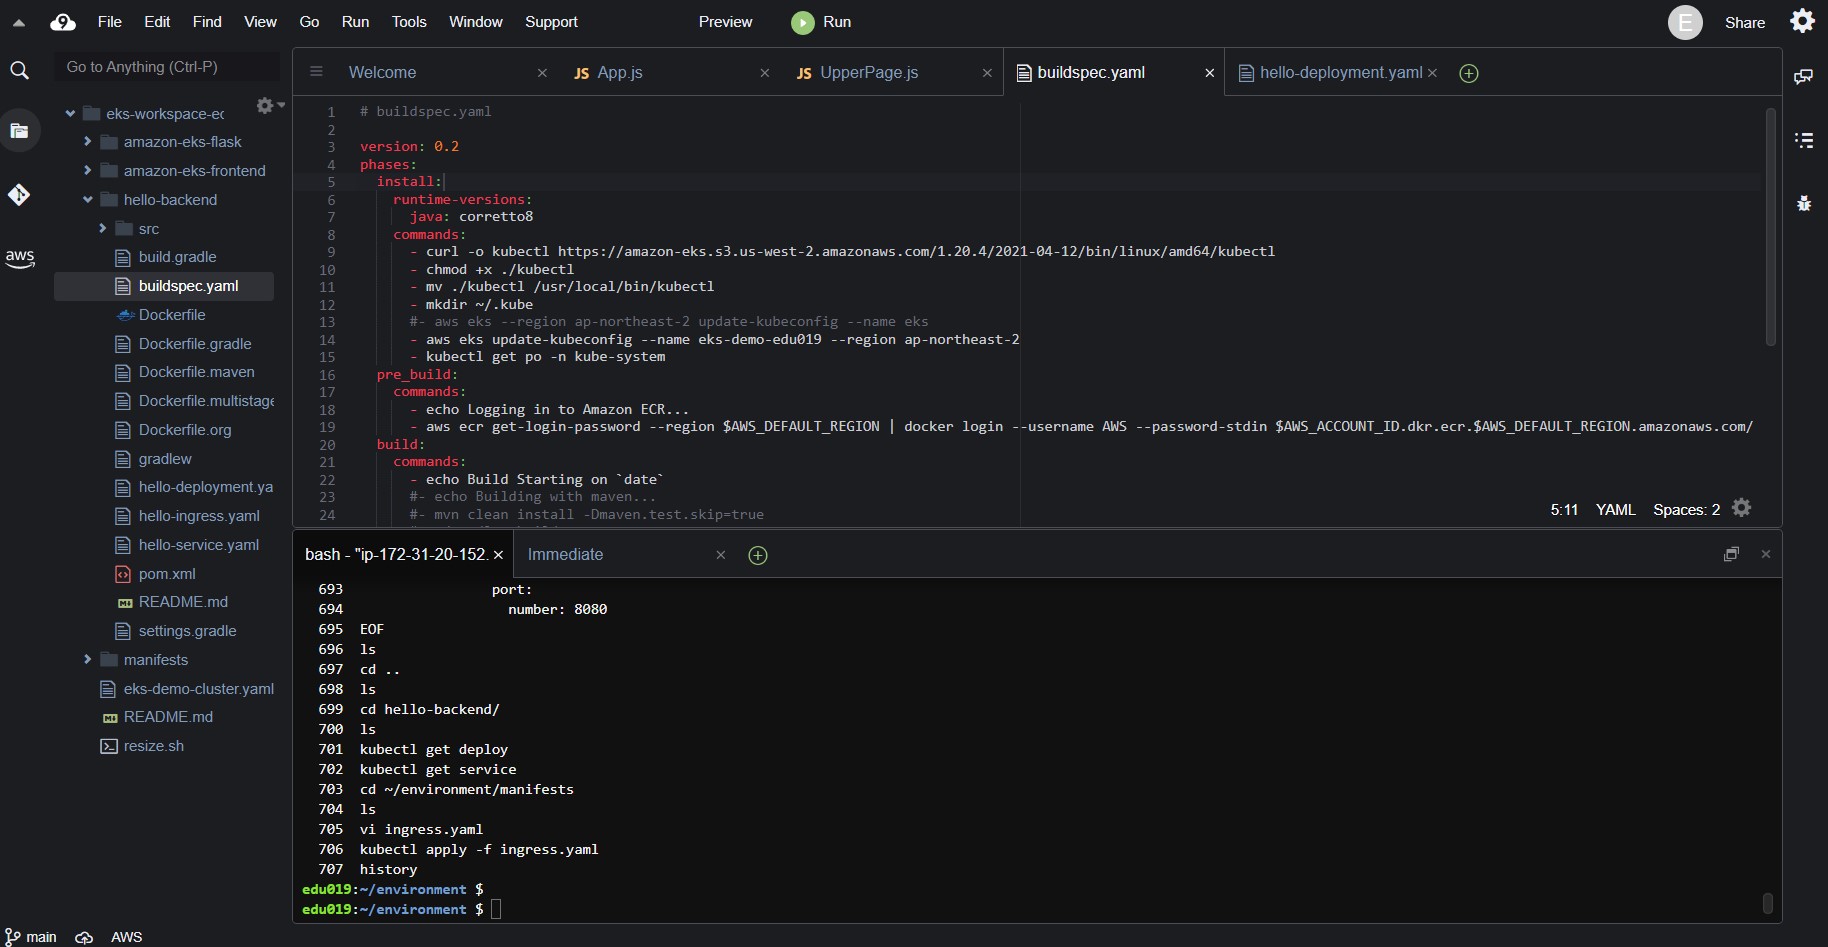 File Edit Find View Go Run Tools Window Support Preview Run E Share
Go to Anything (Ctrl-P)
Welcome
JS App.js
JS UpperPage.js
buildspec.yaml
hello-deployment.yaml
eks-workspace-ec
amazon-eks-flask
amazon-eks-frontend
hello-backend
src
build.gradle
buildspec.yaml
Dockerfile
Dockerfile.gradle
Dockerfile.maven
Dockerfile.multistage
Dockerfile.org
gradlew
hello-deployment.ya
hello-ingress.yaml
hello-service.yaml
pom.xml
README.md
settings.gradle
manifests
eks-demo-cluster.yaml
README.md
resize.sh
aws
1 # buildspec.yaml
2
3 version: 0.2
4 phases:
5   install:
6     runtime-versions:
7       java: corretto8
8     commands:
9       - curl -o kubectl https://amazon-eks.s3.us-west-2.amazonaws.com/1.20.4/2021-04-12/bin/linux/amd64/kubectl
10       - chmod +x ./kubectl
11       - mv ./kubectl /usr/local/bin/kubectl
12       - mkdir ~/.kube
13       #- aws eks --region ap-northeast-2 update-kubeconfig --name eks
14       - aws eks update-kubeconfig --name eks-demo-edu019 --region ap-northeast-2
15       - kubectl get po -n kube-system
16   pre_build:
17     commands:
18       - echo Logging in to Amazon ECR...
19       - aws ecr get-login-password --region $AWS_DEFAULT_REGION | docker login --username AWS --password-stdin $AWS_ACCOUNT_ID.dkr.ecr.$AWS_DEFAULT_REGION.amazonaws.com/
20   build:
21     commands:
22       - echo Build Starting on `date`
23       #- echo Building with maven...
24       #- mvn clean install -Dmaven.test.skip=true
5:11 YAML Spaces: 2
bash - "ip-172-31-20-152.
Immediate
693                 port:
694                   number: 8080
695 EOF
696 ls
697 cd ..
698 ls
699 cd hello-backend/
700 ls
701 kubectl get deploy
702 kubectl get service
703 cd ~/environment/manifests
704 ls
705 vi ingress.yaml
706 kubectl apply -f ingress.yaml
707 history
edu019:~/environment $
edu019:~/environment $
main AWS